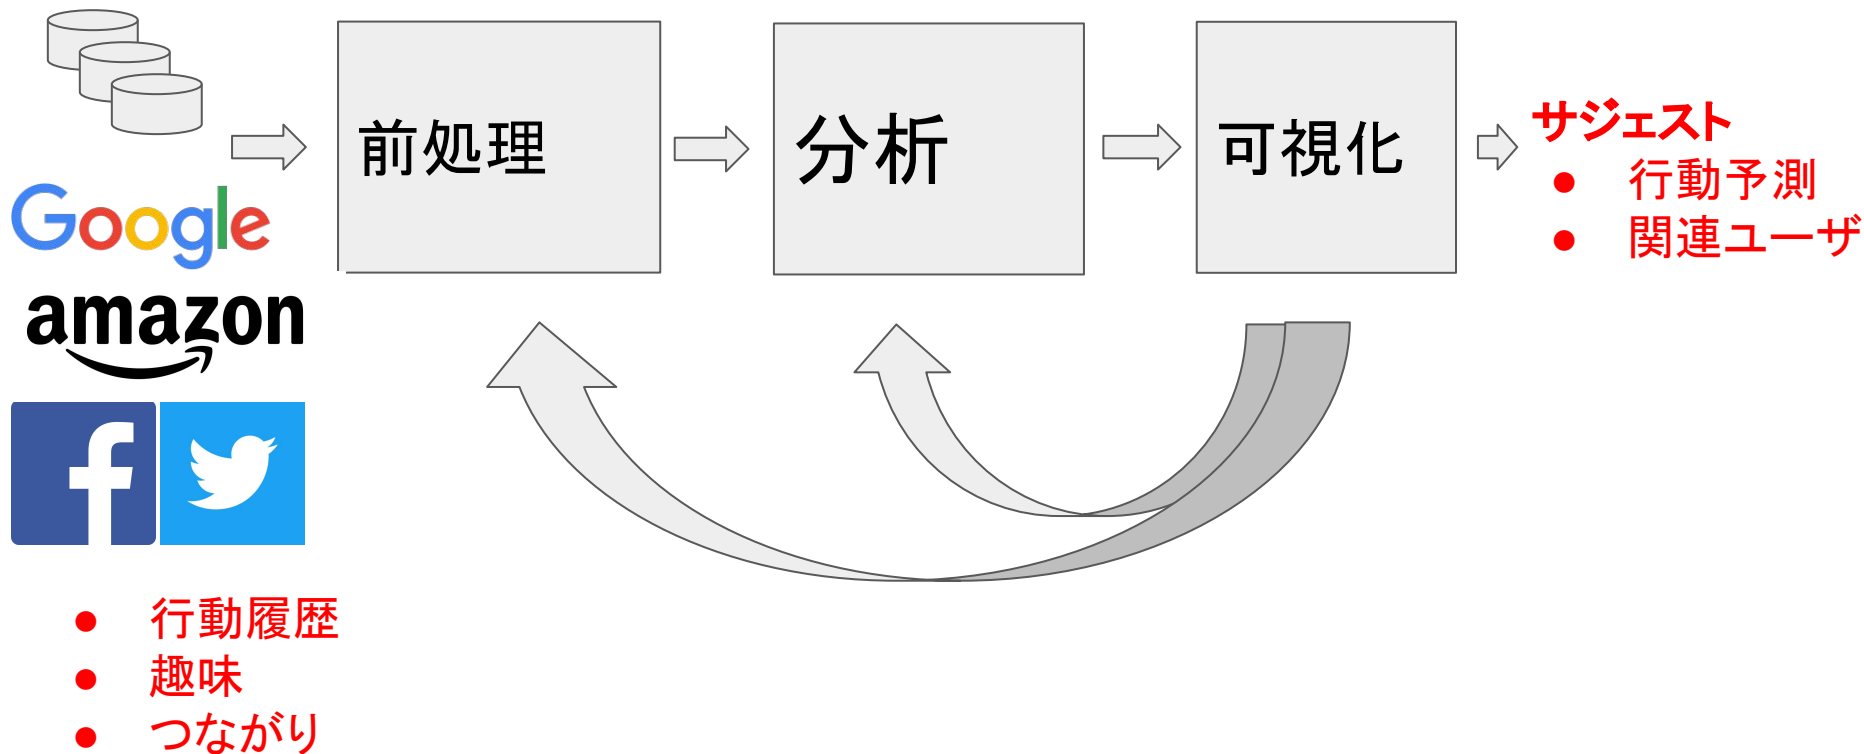 前処理
分析
可視化
サジェスト
● 行動予測
● 関連ユーザ
Google
amazon
f
● 行動履歴
● 趣味
● つながり